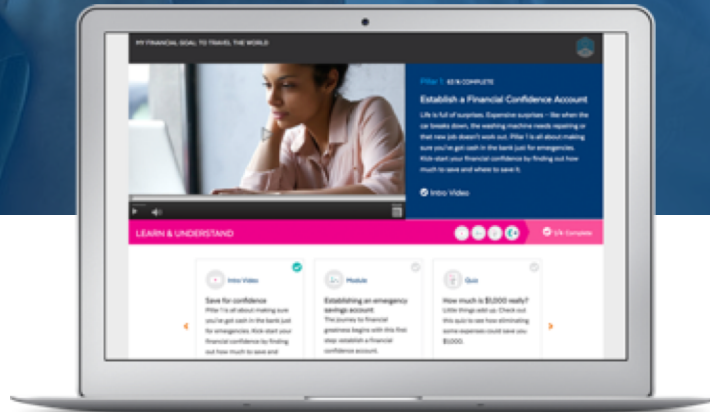 MY FINANCIAL GOAL: TO TRAVEL THE WORLD
Pillar 1: 63 % COMPLETE
Establish a Financial Confidence Account
Life is full of surprises. Expensive surprises – like when the
car breaks down, the washing machine needs repairing or
that new job doesn't work out. Pillar 1 is all about making
sure you've got cash in the bank just for emergencies.
Kick-start your financial confidence by finding out how
much to save and where to save it.
Intro Video
LEARN & UNDERSTAND
Complete
Intro Video
Save for confidence
Pillar 1 is all about making sure
you've got cash in the bank just
for emergencies. Kick-start your
financial confidence by finding
out how much to save and
Module
Establishing an emergency
savings account
The journey to financial
greatness begins with this first
step: establish a financial
confidence account.
Quiz
How much is $1,000 really?
Little things add up. Check out
this quiz to see how eliminating
some expenses could save you
$1,000.